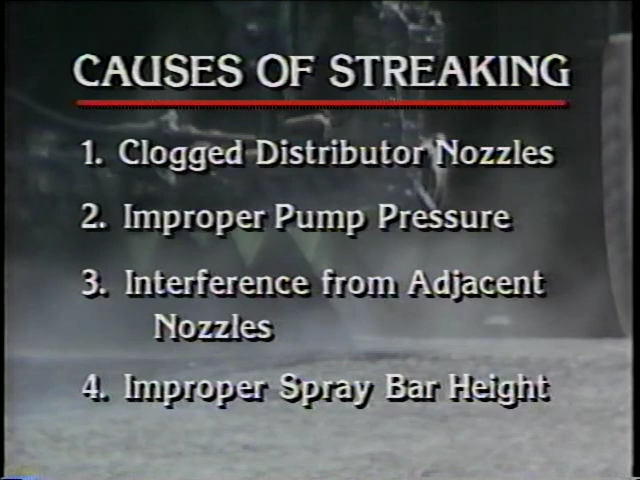 CAUSES OF STREAKING
1. Clogged Distributor Nozzles
2. Improper Pump Pressure
3. Interference from Adjacent
Nozzles
4. Improper Spray Bar Height